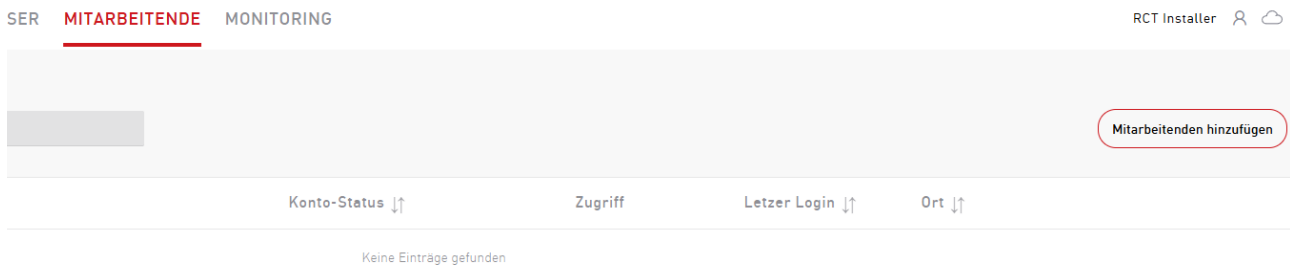 SER MITARBEITENDE MONITORING RCT Installer
Mitarbeitenden hinzufügen
Konto-Status Zugriff Letzer Login Ort
Keine Einträge gefunden